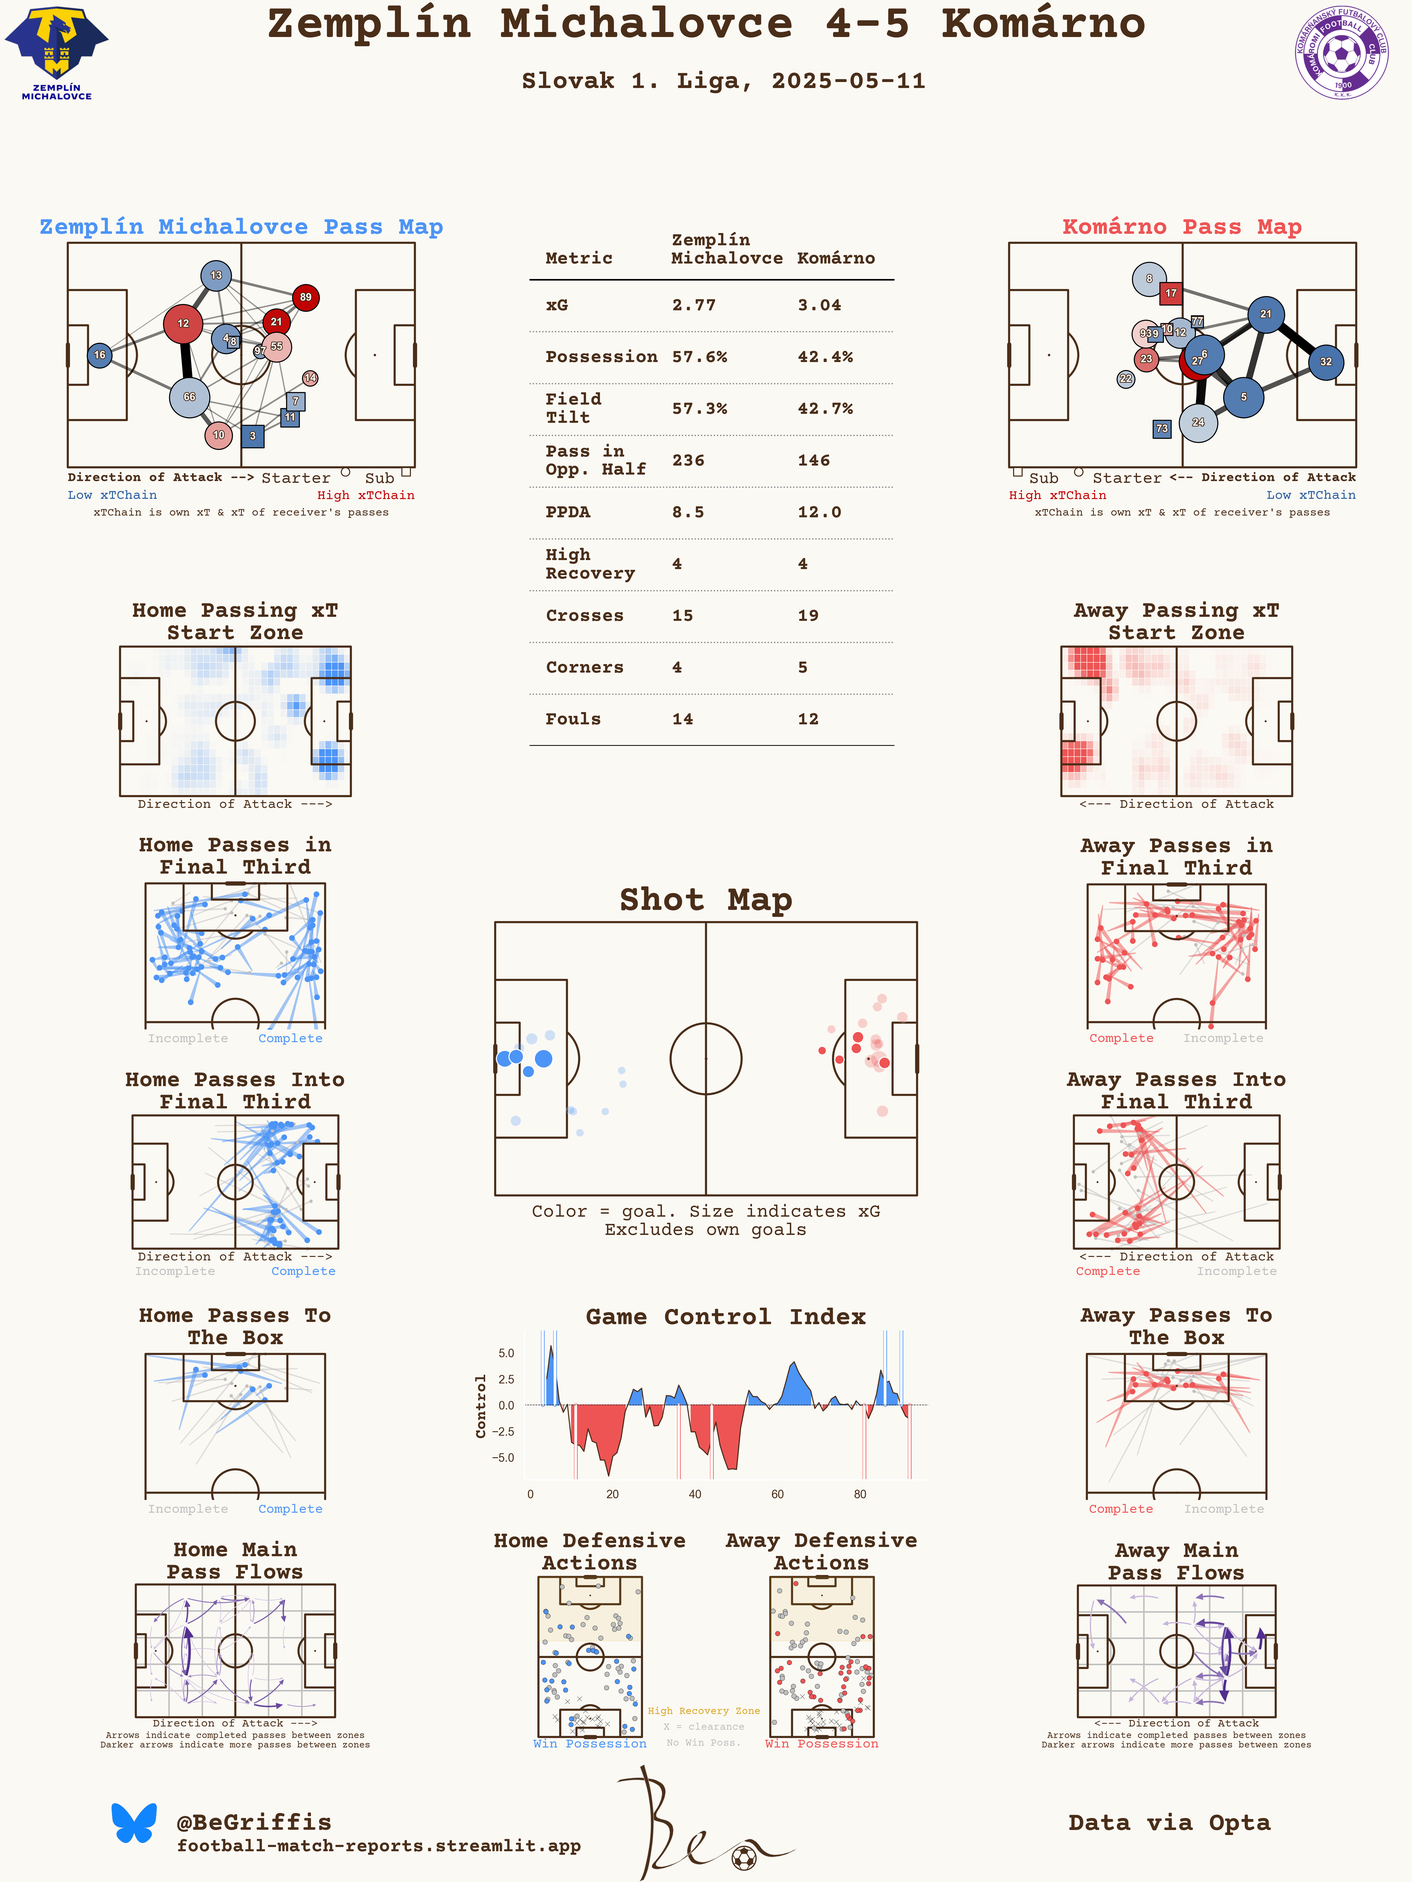 Zemplín Michalovce 4-5 Komárno
Slovak 1. Liga, 2025-05-11
ZEMPLÍN
MICHALOVCE
KOMÁRŇANSKÝ FUTBALOVÝ CLUB
KOMÁROMI FOOTBALL CLUB
1900
Zemplín Michalovce Pass Map
13
89
12
21
4
8
97
55
16
14
66
7
11
10
3
Direction of Attack --> Starter Sub
Low xTChain High xTChain
xTChain is own xT & xT of receiver's passes
Metric Zemplín Michalovce Komárno
xG 2.77 3.04
Possession 57.6% 42.4%
Field Tilt 57.3% 42.7%
Pass in Opp. Half 236 146
PPDA 8.5 12.0
High Recovery 4 4
Crosses 15 19
Corners 4 5
Fouls 14 12
Komárno Pass Map
8
17
21
77
10
12
9
39
6
27
23
32
22
5
24
73
Sub Starter <-- Direction of Attack
High xTChain Low xTChain
xTChain is own xT & xT of receiver's passes
Home Passing xT
Start Zone
Direction of Attack --->
Away Passing xT
Start Zone
<--- Direction of Attack
Home Passes in
Final Third
Incomplete Complete
Away Passes in
Final Third
Complete Incomplete
Shot Map
Color = goal. Size indicates xG
Excludes own goals
Home Passes Into
Final Third
Direction of Attack --->
Incomplete Complete
Away Passes Into
Final Third
<--- Direction of Attack
Complete Incomplete
Home Passes To
The Box
Incomplete Complete
Game Control Index
Control
5.0
2.5
0.0
−2.5
−5.0
0 20 40 60 80
Away Passes To
The Box
Complete Incomplete
Home Main
Pass Flows
Direction of Attack --->
Arrows indicate completed passes between zones
Darker arrows indicate more passes between zones
Home Defensive
Actions
Win Possession
High Recovery Zone
X = clearance
No Win Poss.
Away Defensive
Actions
Win Possession
Away Main
Pass Flows
<--- Direction of Attack
Arrows indicate completed passes between zones
Darker arrows indicate more passes between zones
@BeGriffis
football-match-reports.streamlit.app
Ben
Data via Opta